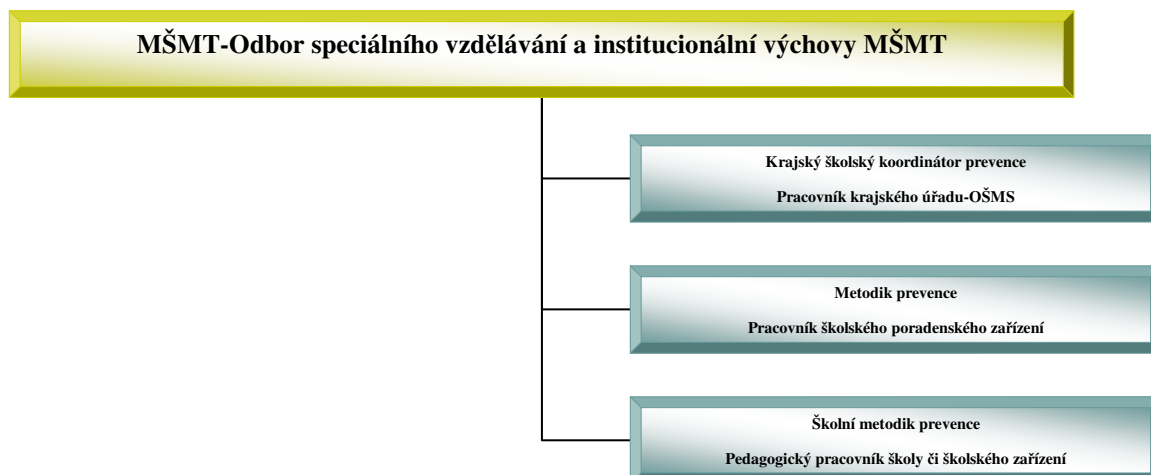 MŠMT-Odbor speciálního vzdělávání a institucionální výchovy MŠMT
Krajský školský koordinátor prevence
Pracovník krajského úřadu-OŠMS
Metodik prevence
Pracovník školského poradenského zařízení
Školní metodik prevence
Pedagogický pracovník školy či školského zařízení